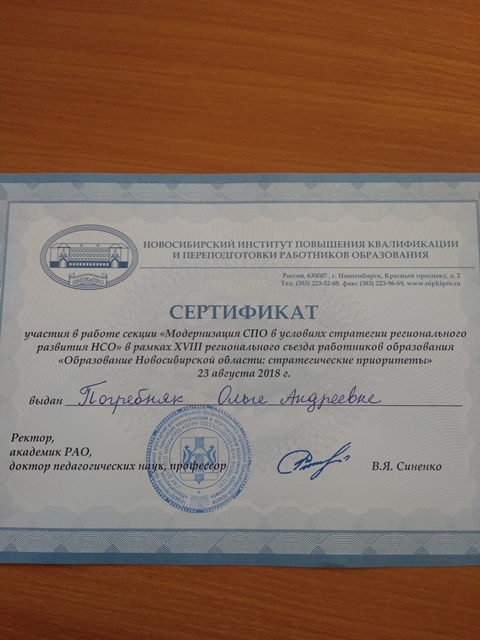 НОВОСИБИРСКИЙ ИНСТИТУТ ПОВЫШЕНИЯ КВАЛИФИКАЦИИ
И ПЕРЕПОДГОТОВКИ РАБОТНИКОВ ОБРАЗОВАНИЯ
НИПКиПРО
Россия, 630007 , г. Новосибирск, Красный проспект, д. 2
Тел. (383) 223-52-68, факс (383) 223-96-69, www.nipkipro.ru
СЕРТИФИКАТ
участия в работе секции «Модернизация СПО в условиях стратегии регионального
развития НСО» в рамках XVIII регионального съезда работников образования
«Образование Новосибирской области: стратегические приоритеты»
23 августа 2018 г.
выдан Погребняк Ольге Андреевне
Ректор,
академик РАО,
доктор педагогических наук, профессор
В.Я. Синенко